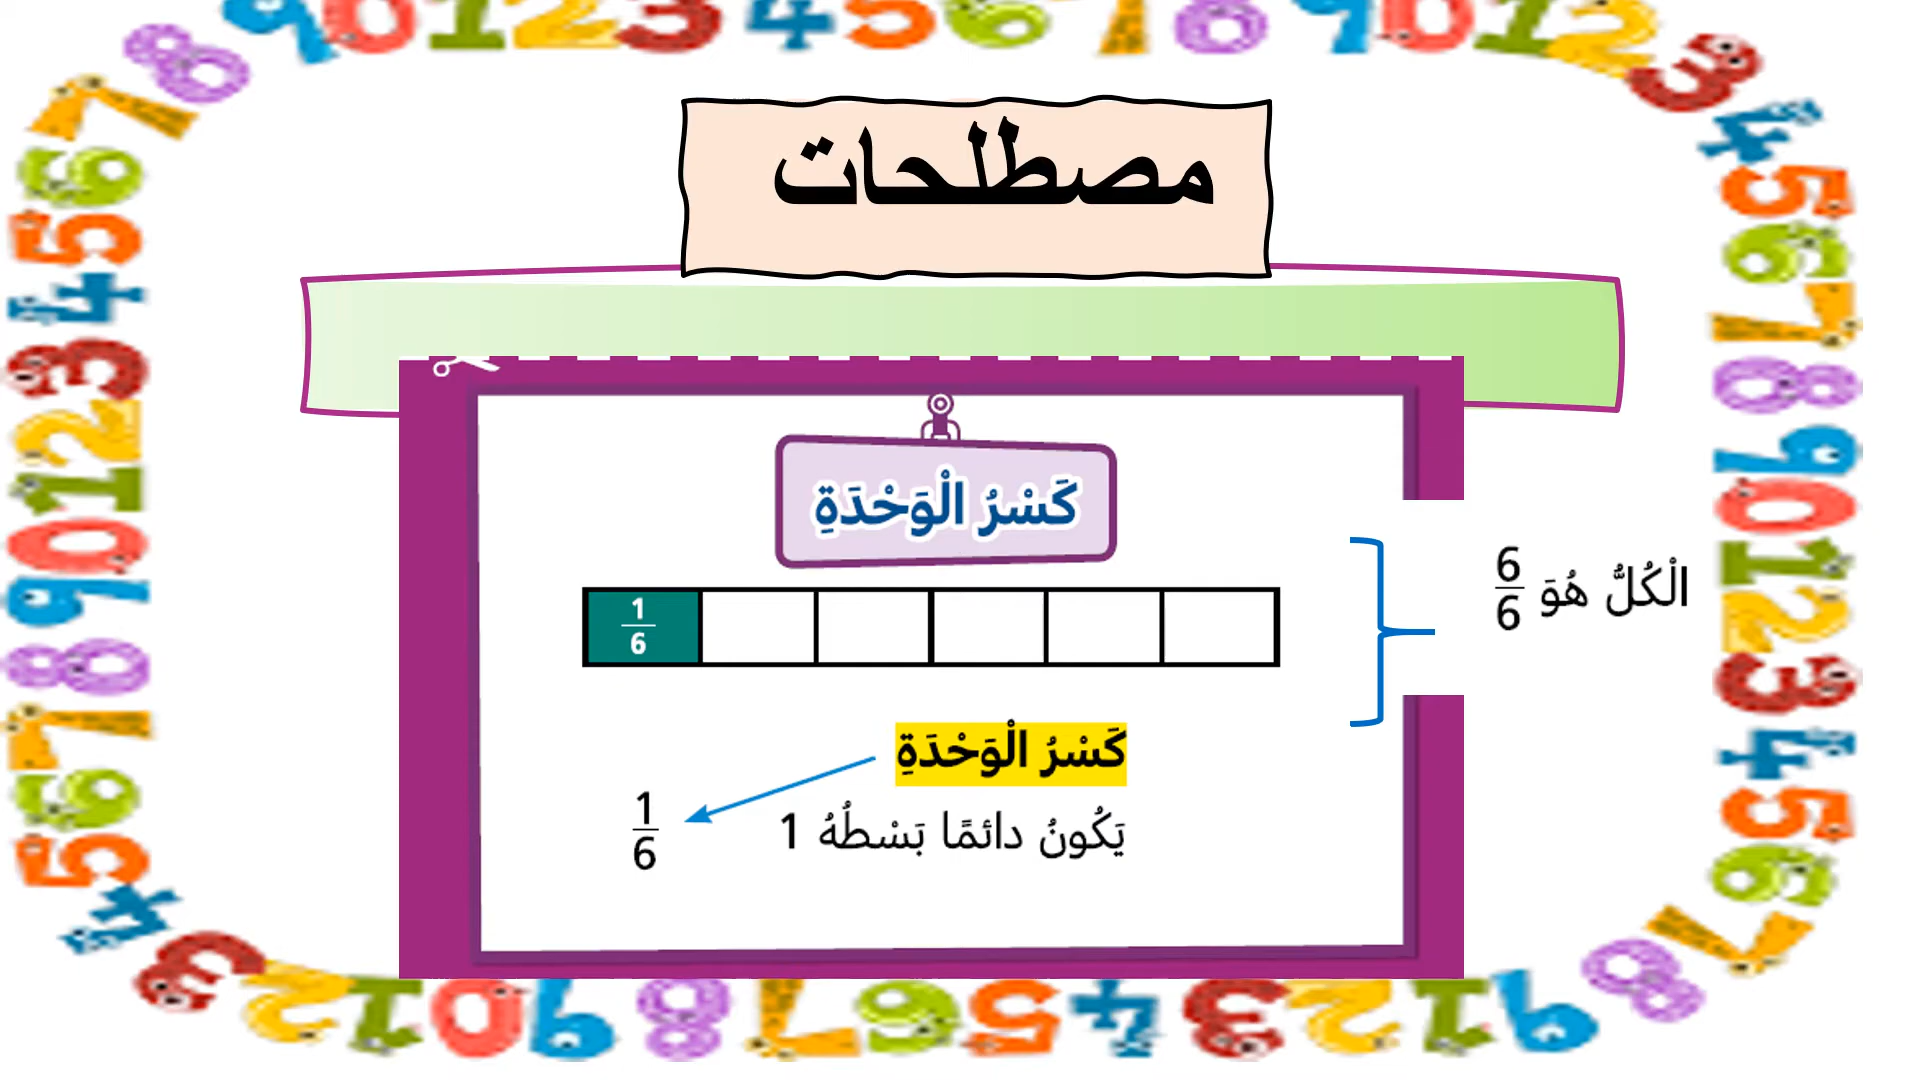 مصطلحات
كَسْرُ الْوَحْدَةِ
1/6
الْكُلُّ هُوَ 6/6
كَسْرُ الْوَحْدَةِ
يَكُونُ دائمًا بَسْطُهُ 1
1/6